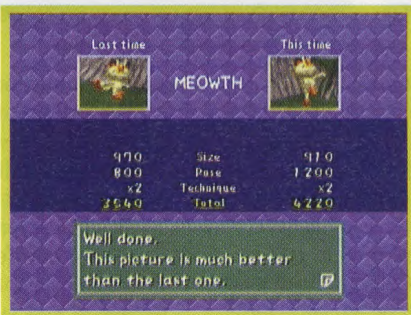 Last time This time
MEOWTH
970 Size 910
800 Pose 1200
x2 Technique x2
3540 Total 4220
Well done.
This picture is much better
than the last one.